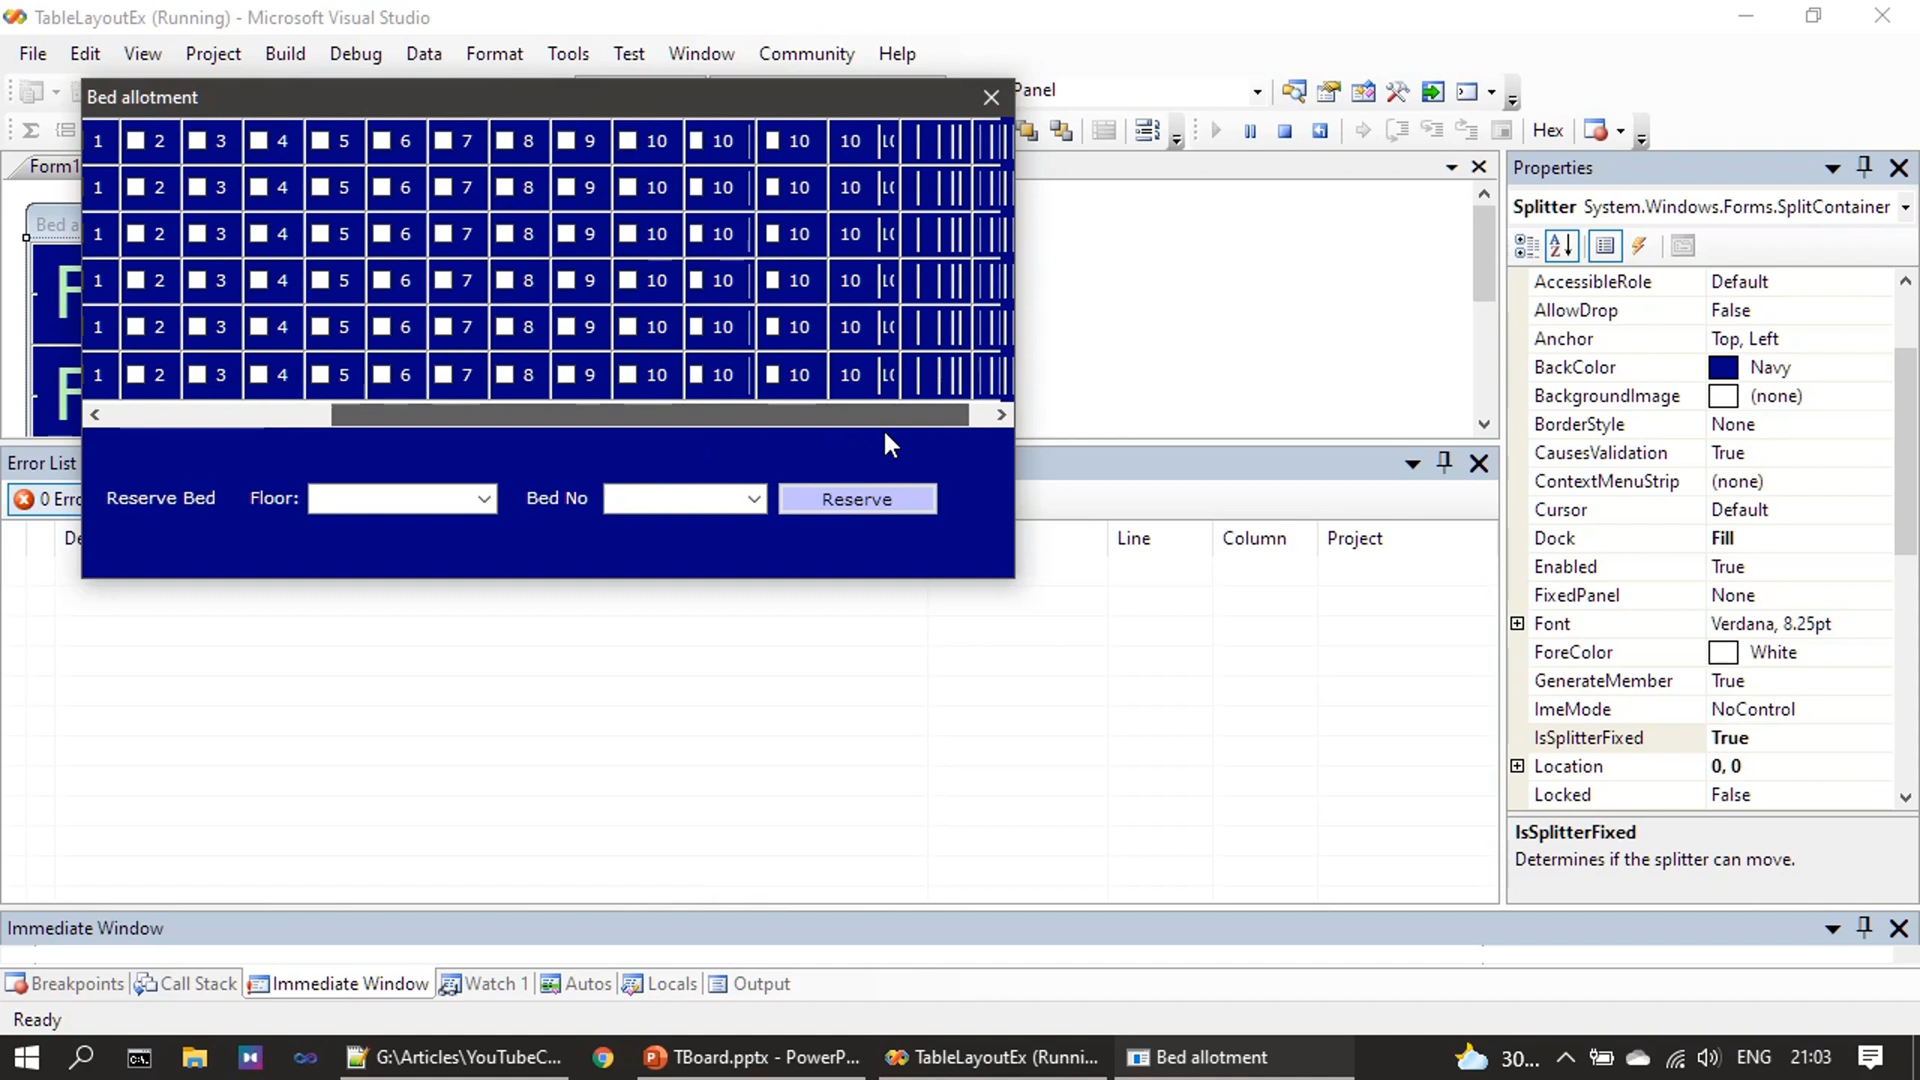 TableLayoutEx (Running) - Microsoft Visual Studio
File Edit View Project Build Debug Data Format Tools Test Window Community Help
Bed allotment
Panel
Hex
Form1
Bed a
1 2 3 4 5 6 7 8 9 10 10 10 10
1 2 3 4 5 6 7 8 9 10 10 10 10
1 2 3 4 5 6 7 8 9 10 10 10 10
1 2 3 4 5 6 7 8 9 10 10 10 10
1 2 3 4 5 6 7 8 9 10 10 10 10
1 2 3 4 5 6 7 8 9 10 10 10 10
F
F
Reserve Bed Floor: Bed No Reserve
Error List
0 Erro
De Line Column Project
Properties
Splitter System.Windows.Forms.SplitContainer
AccessibleRole Default
AllowDrop False
Anchor Top, Left
BackColor Navy
BackgroundImage (none)
BorderStyle None
CausesValidation True
ContextMenuStrip (none)
Cursor Default
Dock Fill
Enabled True
FixedPanel None
Font Verdana, 8.25pt
ForeColor White
GenerateMember True
ImeMode NoControl
IsSplitterFixed True
Location 0, 0
Locked False
IsSplitterFixed
Determines if the splitter can move.
Immediate Window
Breakpoints Call Stack Immediate Window Watch 1 Autos Locals Output
Ready
G:\Articles\YouTubeC... TBoard.pptx - PowerP... TableLayoutEx (Runni... Bed allotment 30... ENG 21:03